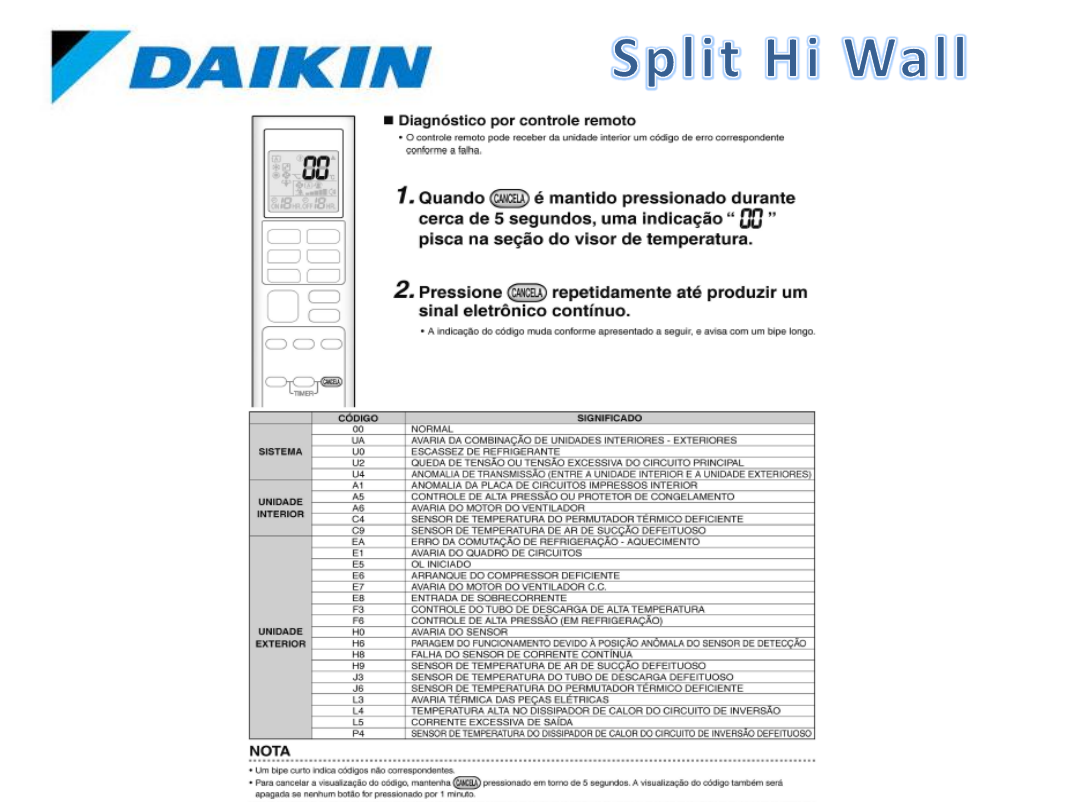 DAIKIN
Split Hi Wall
■ Diagnóstico por controle remoto
• O controle remoto pode receber da unidade interior um código de erro correspondente
conforme a falha.
00
1. Quando CANCELA é mantido pressionado durante
cerca de 5 segundos, uma indicação “ 00 ”
pisca na seção do visor de temperatura.
2. Pressione CANCELA repetidamente até produzir um
sinal eletrônico contínuo.
• A indicação do código muda conforme apresentado a seguir, e avisa com um bipe longo.
CANCELA
TIMER
CÓDIGO SIGNIFICADO
SISTEMA
00 NORMAL
UA AVARIA DA COMBINAÇÃO DE UNIDADES INTERIORES - EXTERIORES
U0 ESCASSEZ DE REFRIGERANTE
U2 QUEDA DE TENSÃO OU TENSÃO EXCESSIVA DO CIRCUITO PRINCIPAL
U4 ANOMALIA DE TRANSMISSÃO (ENTRE A UNIDADE INTERIOR E A UNIDADE EXTERIORES)
UNIDADE
INTERIOR
A1 ANOMALIA DA PLACA DE CIRCUITOS IMPRESSOS INTERIOR
A5 CONTROLE DE ALTA PRESSÃO OU PROTETOR DE CONGELAMENTO
A6 AVARIA DO MOTOR DO VENTILADOR
C4 SENSOR DE TEMPERATURA DO PERMUTADOR TÉRMICO DEFICIENTE
C9 SENSOR DE TEMPERATURA DE AR DE SUCÇÃO DEFEITUOSO
UNIDADE
EXTERIOR
EA ERRO DA COMUTAÇÃO DE REFRIGERAÇÃO - AQUECIMENTO
E1 AVARIA DO QUADRO DE CIRCUITOS
E5 OL INICIADO
E6 ARRANQUE DO COMPRESSOR DEFICIENTE
E7 AVARIA DO MOTOR DO VENTILADOR C.C.
E8 ENTRADA DE SOBRECORRENTE
F3 CONTROLE DO TUBO DE DESCARGA DE ALTA TEMPERATURA
F6 CONTROLE DE ALTA PRESSÃO (EM REFRIGERAÇÃO)
H0 AVARIA DO SENSOR
H6 PARAGEM DO FUNCIONAMENTO DEVIDO À POSIÇÃO ANÔMALA DO SENSOR DE DETECÇÃO
H8 FALHA DO SENSOR DE CORRENTE CONTÍNUA
H9 SENSOR DE TEMPERATURA DE AR DE SUCÇÃO DEFEITUOSO
J3 SENSOR DE TEMPERATURA DO TUBO DE DESCARGA DEFEITUOSO
J6 SENSOR DE TEMPERATURA DO PERMUTADOR TÉRMICO DEFICIENTE
L3 AVARIA TÉRMICA DAS PEÇAS ELÉTRICAS
L4 TEMPERATURA ALTA NO DISSIPADOR DE CALOR DO CIRCUITO DE INVERSÃO
L5 CORRENTE EXCESSIVA DE SAÍDA
P4 SENSOR DE TEMPERATURA DO DISSIPADOR DE CALOR DO CIRCUITO DE INVERSÃO DEFEITUOSO
NOTA
• Um bipe curto indica códigos não correspondentes.
• Para cancelar a visualização do código, mantenha CANCELA pressionado em torno de 5 segundos. A visualização do código também será
apagada se nenhum botão for pressionado por 1 minuto.